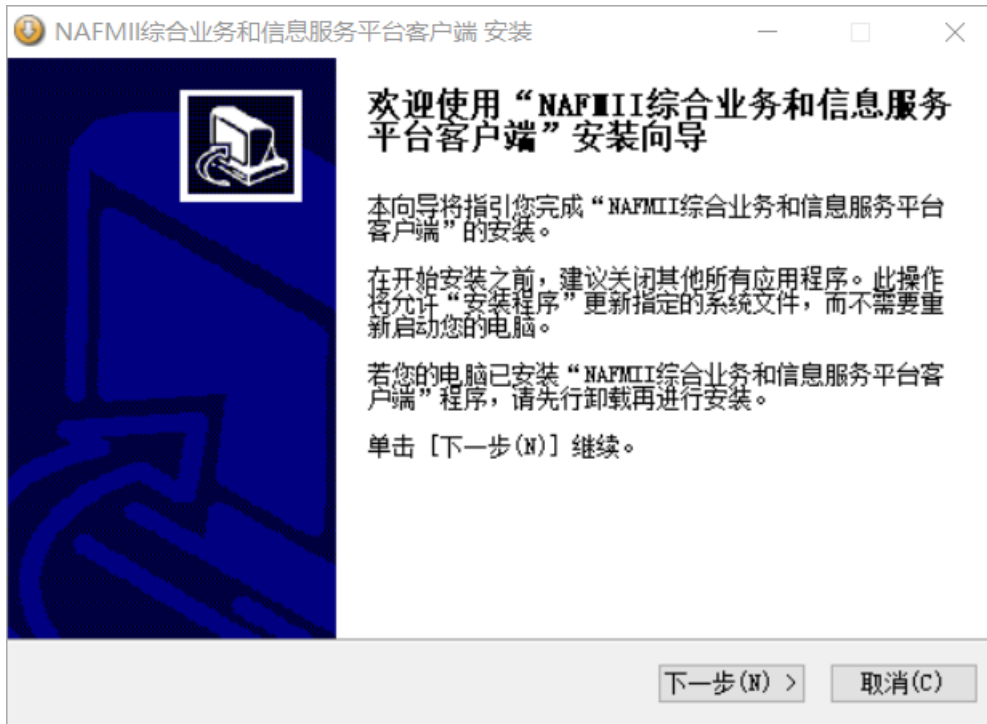 NAFMII综合业务和信息服务平台客户端 安装
欢迎使用“NAFMII综合业务和信息服务
平台客户端”安装向导
本向导将指引您完成“NAFMII综合业务和信息服务平台
客户端”的安装。
在开始安装之前，建议关闭其他所有应用程序。此操作
将允许“安装程序”更新指定的系统文件，而不需要重
新启动您的电脑。
若您的电脑已安装“NAFMII综合业务和信息服务平台客
户端”程序，请先行卸载再进行安装。
单击 [下一步(N)] 继续。
下一步(N) >
取消(C)